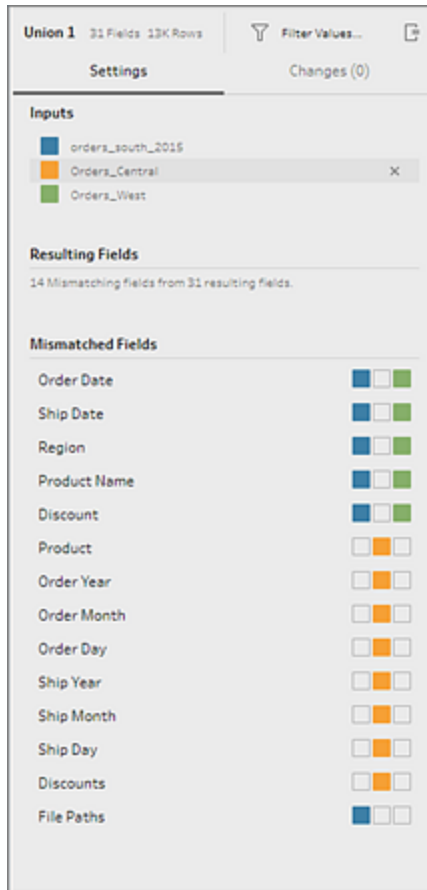 Union 1 31 Fields 13K Rows Filter Values...
Settings Changes (0)
Inputs
orders_south_2015
Orders_Central
Orders_West
Resulting Fields
14 Mismatching fields from 31 resulting fields.
Mismatched Fields
Order Date
Ship Date
Region
Product Name
Discount
Product
Order Year
Order Month
Order Day
Ship Year
Ship Month
Ship Day
Discounts
File Paths